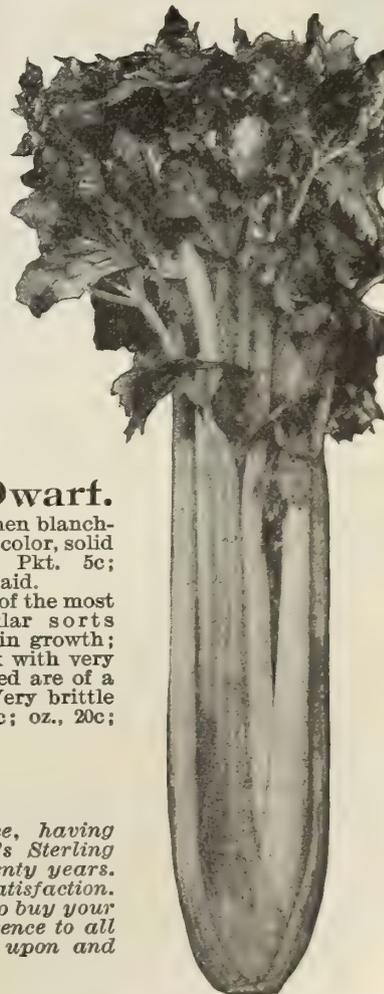 Dwarf.
hen blanch-
color, solid
Pkt. 5c;
aid.
of the most
lar sorts
in growth;
with very
ed are of a
ery brittle
c; oz., 20c;
e, having
's Sterling
nty years.
atisfaction.
o buy your
ence to all
upon and